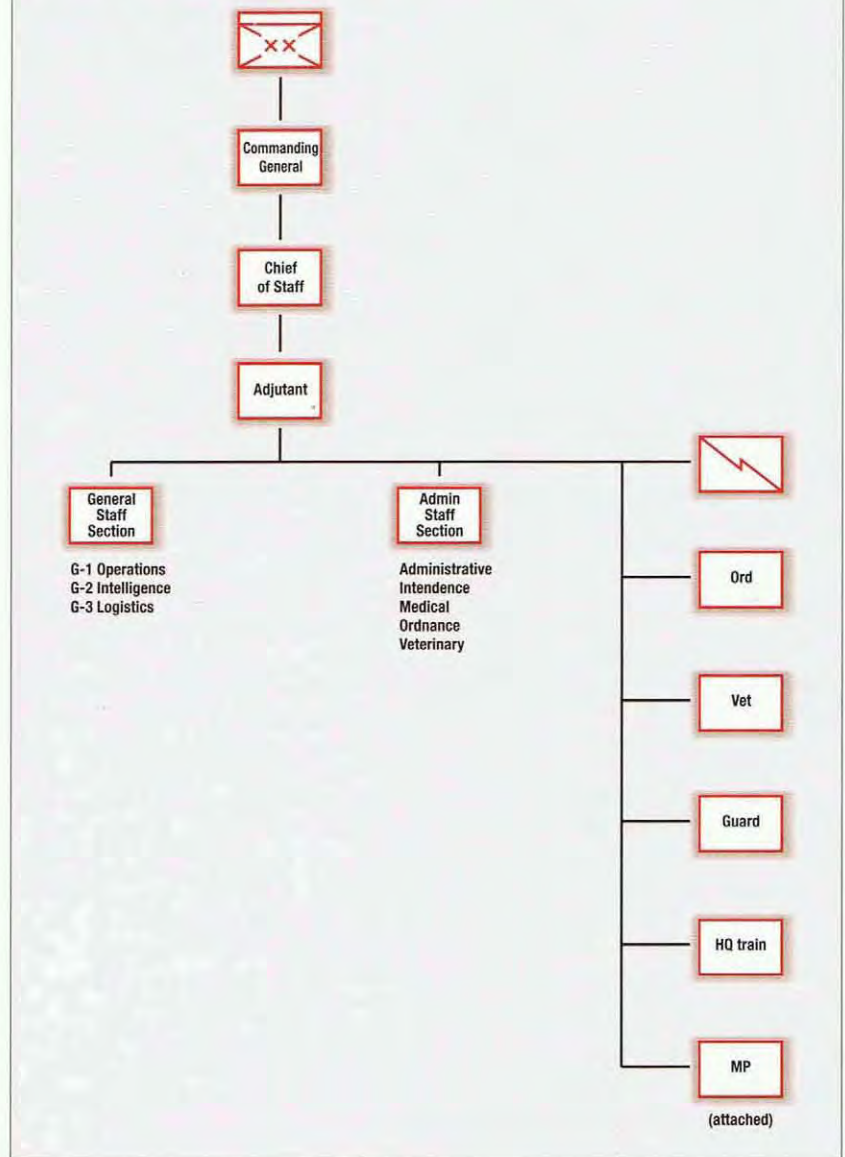 ××
Commanding
General
Chief
of Staff
Adjutant
General
Staff
Section
G-1 Operations
G-2 Intelligence
G-3 Logistics
Admin
Staff
Section
Administrative
Intendence
Medical
Ordnance
Veterinary
Ord
Vet
Guard
HQ train
MP
(attached)